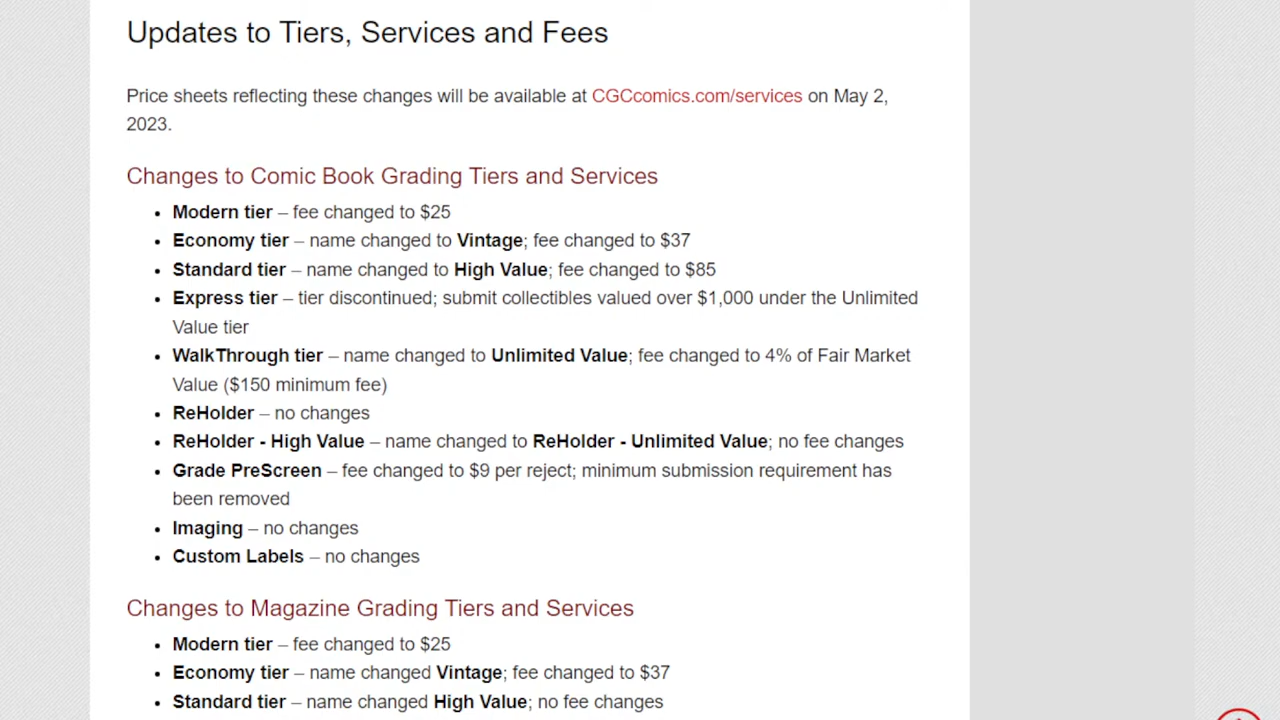 Updates to Tiers, Services and Fees
Price sheets reflecting these changes will be available at CGCcomics.com/services on May 2,
2023.
Changes to Comic Book Grading Tiers and Services
• Modern tier – fee changed to $25
• Economy tier – name changed to Vintage; fee changed to $37
• Standard tier – name changed to High Value; fee changed to $85
• Express tier – tier discontinued; submit collectibles valued over $1,000 under the Unlimited
Value tier
• WalkThrough tier – name changed to Unlimited Value; fee changed to 4% of Fair Market
Value ($150 minimum fee)
• ReHolder – no changes
• ReHolder - High Value – name changed to ReHolder - Unlimited Value; no fee changes
• Grade PreScreen – fee changed to $9 per reject; minimum submission requirement has
been removed
• Imaging – no changes
• Custom Labels – no changes
Changes to Magazine Grading Tiers and Services
• Modern tier – fee changed to $25
• Economy tier – name changed Vintage; fee changed to $37
• Standard tier – name changed High Value; no fee changes